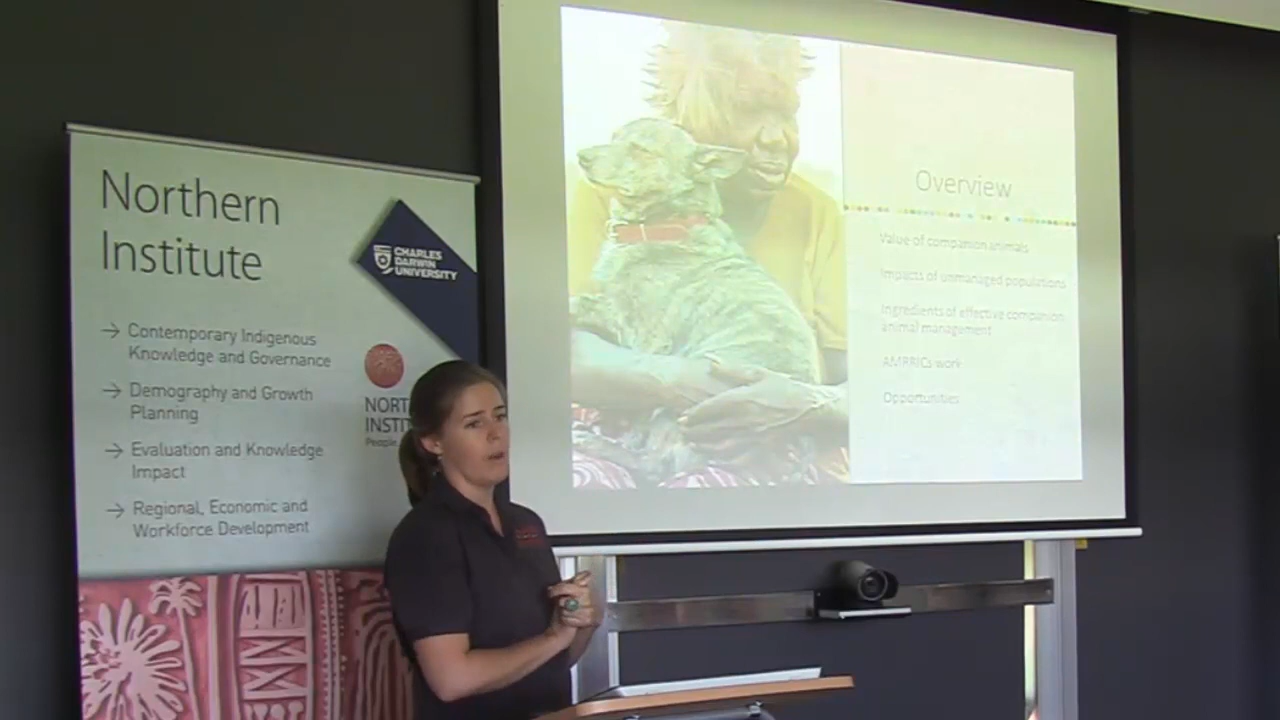 Northern
Institute
CHARLES
DARWIN
UNIVERSITY
→ Contemporary Indigenous
Knowledge and Governance
→ Demography and Growth
Planning
→ Evaluation and Knowledge
Impact
→ Regional, Economic and
Workforce Development
NORT
INSTIT
People
Overview
Value of companion animals
Impacts of unmanaged populations
Ingredients of effective companion
animal management
AMRRICs work
Opportunities